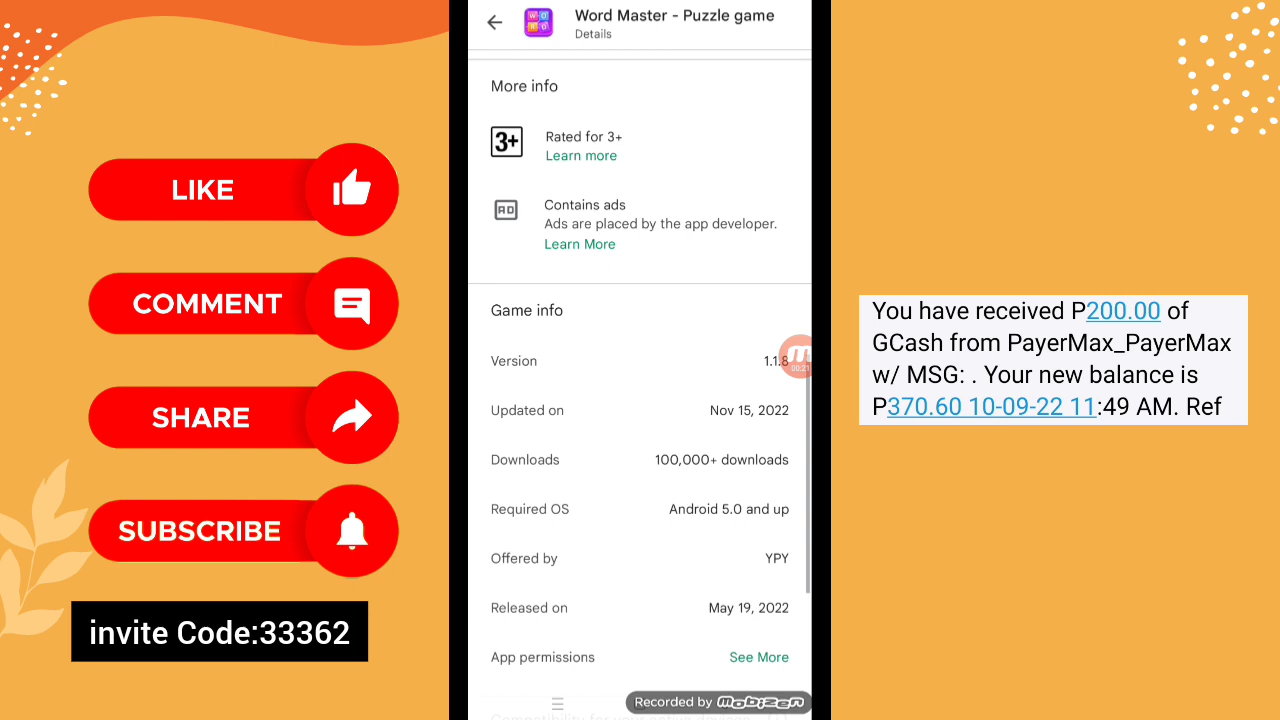 LIKE
COMMENT
SHARE
SUBSCRIBE
invite Code:33362
Word Master - Puzzle game
Details
More info
3+
Rated for 3+
Learn more
AD
Contains ads
Ads are placed by the app developer.
Learn More
Game info
Version 1.1.8
00:21
Updated on Nov 15, 2022
Downloads 100,000+ downloads
Required OS Android 5.0 and up
Offered by YPY
Released on May 19, 2022
App permissions See More
Recorded by mobizen
You have received P200.00 of
GCash from PayerMax_PayerMax
w/ MSG: . Your new balance is
P370.60 10-09-22 11:49 AM. Ref